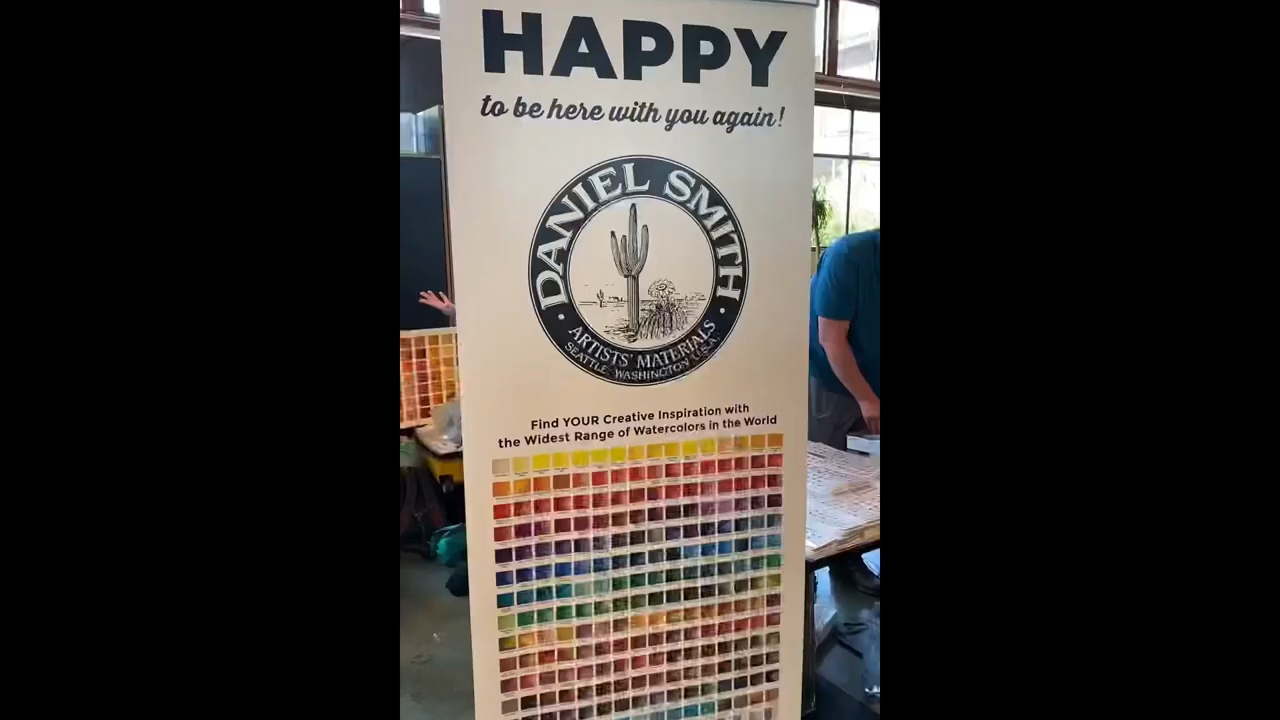 HAPPY
to be here with you again!
DANIEL SMITH
ARTISTS' MATERIALS
SEATTLE, WASHINGTON U.S.A.
Find YOUR Creative Inspiration with
the Widest Range of Watercolors in the World